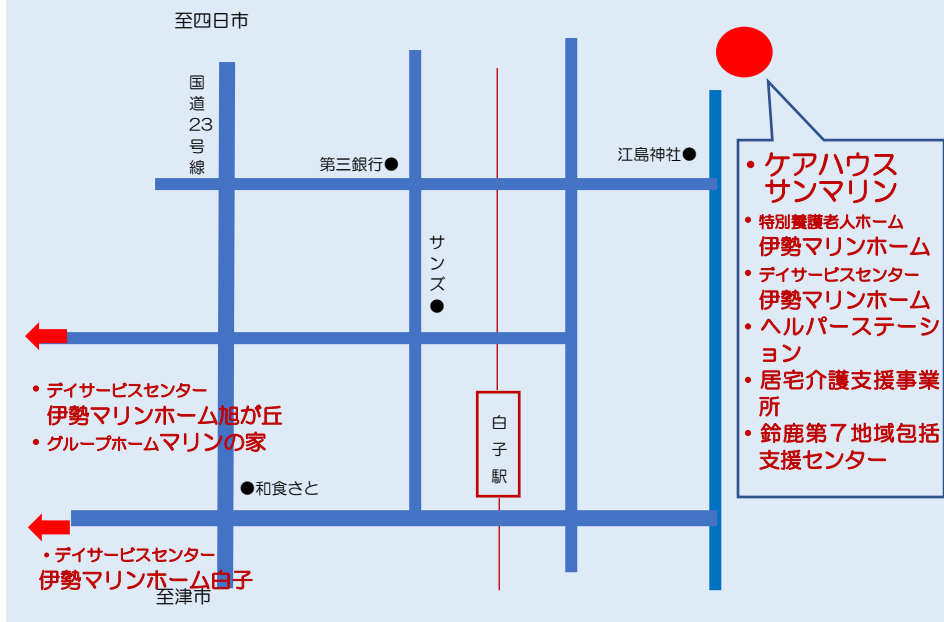 至四日市
国道23号線
第三銀行●
江島神社●
サンズ●
・ケアハウス
サンマリン
・特別養護老人ホーム
伊勢マリンホーム
・デイサービスセンター
伊勢マリンホーム
・ヘルパーステーシ
ョン
・居宅介護支援事業
所
・鈴鹿第７地域包括
支援センター
・デイサービスセンター
伊勢マリンホーム旭が丘
・グループホームマリンの家
白子駅
●和食さと
・デイサービスセンター
伊勢マリンホーム白子
至津市